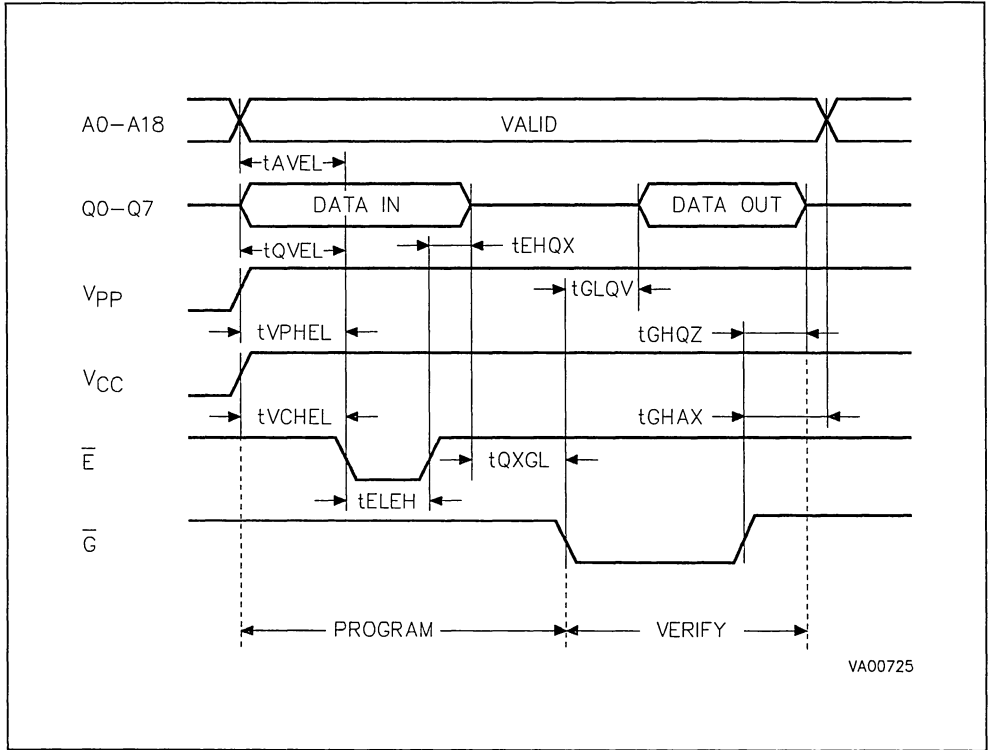 A0-A18
VALID
tAVEL
Q0-Q7
DATA IN
DATA OUT
tQVEL
tEHQX
VPP
tGLQV
tVPHEL
tGHQZ
VCC
tVCHEL
tGHAX
E
tQXGL
tELEH
G
PROGRAM
VERIFY
VA00725